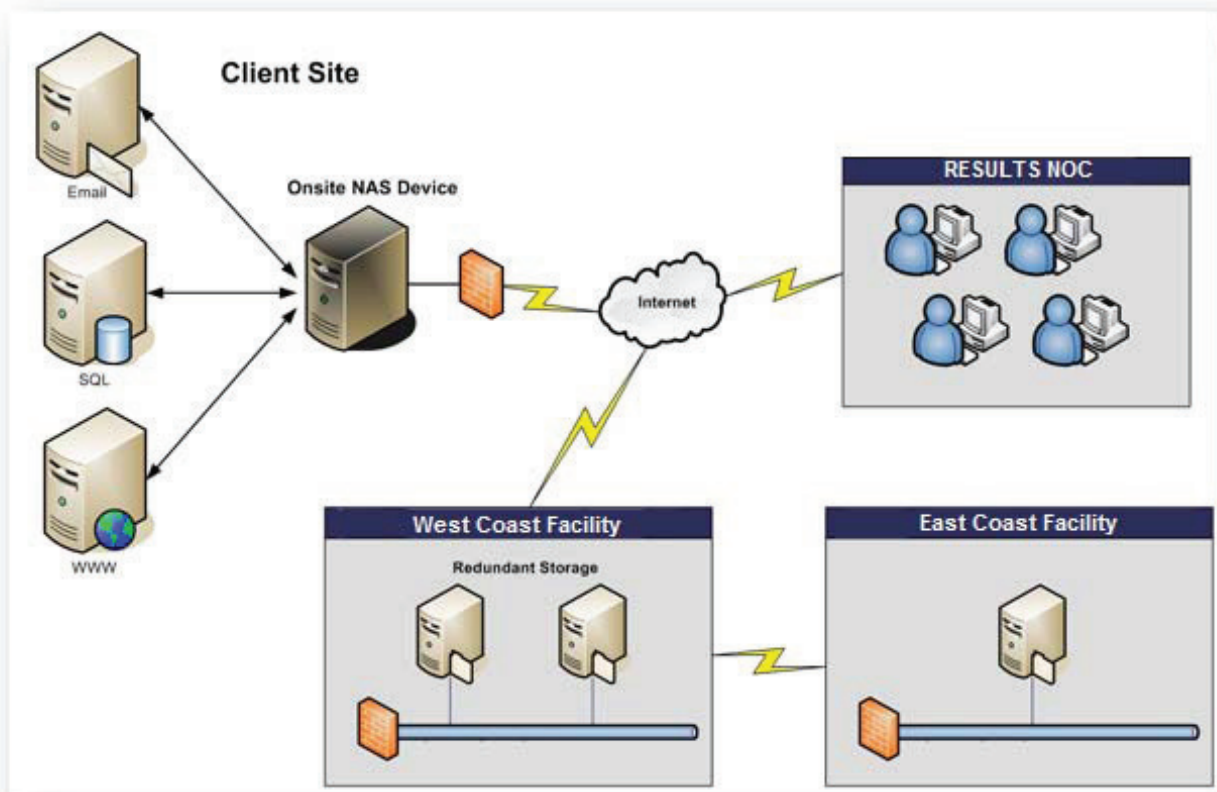 Client Site
Email
Onsite NAS Device
SQL
WWW
Internet
RESULTS NOC
West Coast Facility
Redundant Storage
East Coast Facility